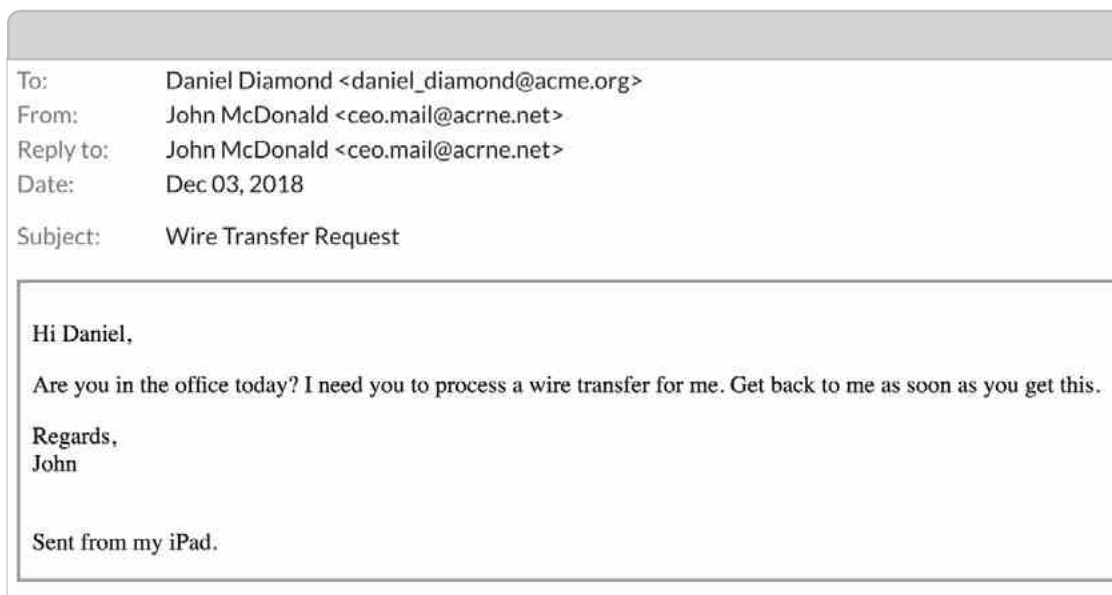 To: Daniel Diamond <daniel_diamond@acme.org>
From: John McDonald <ceo.mail@acrne.net>
Reply to: John McDonald <ceo.mail@acrne.net>
Date: Dec 03, 2018
Subject: Wire Transfer Request
Hi Daniel,
Are you in the office today? I need you to process a wire transfer for me. Get back to me as soon as you get this.
Regards,
John
Sent from my iPad.